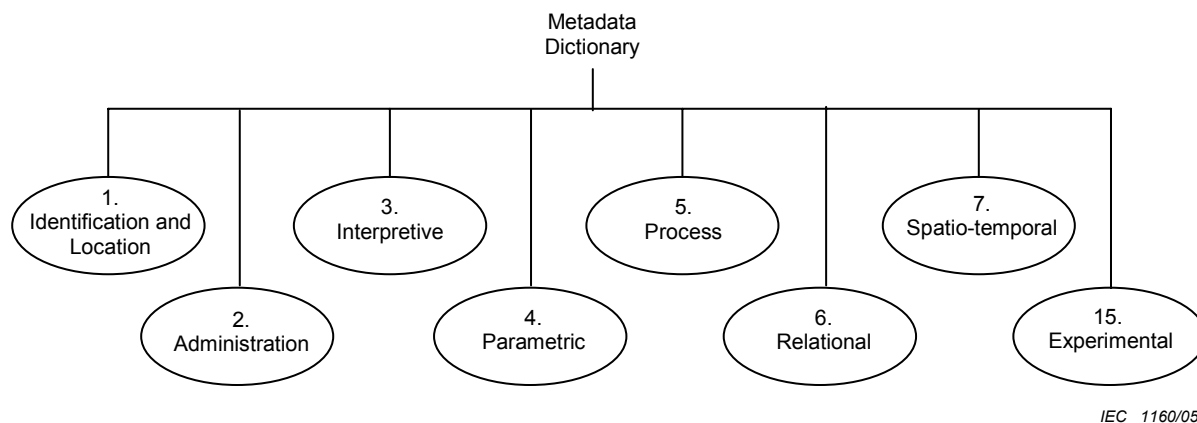 Metadata
Dictionary
1.
Identification and
Location
2.
Administration
3.
Interpretive
4.
Parametric
5.
Process
6.
Relational
7.
Spatio-temporal
15.
Experimental
IEC 1160/05